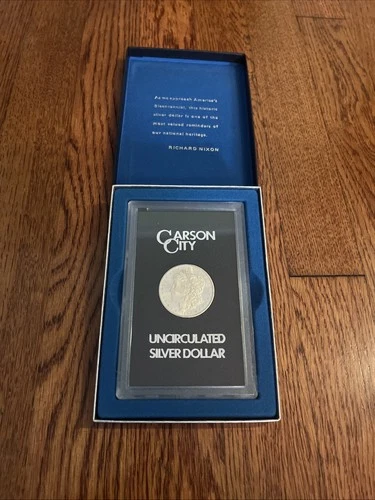 As we approach America's
Bicentennial, this historic
silver dollar is one of the
most valued reminders of
our national heritage.
RICHARD NIXON
CARSON
CITY
UNCIRCULATED
SILVER DOLLAR